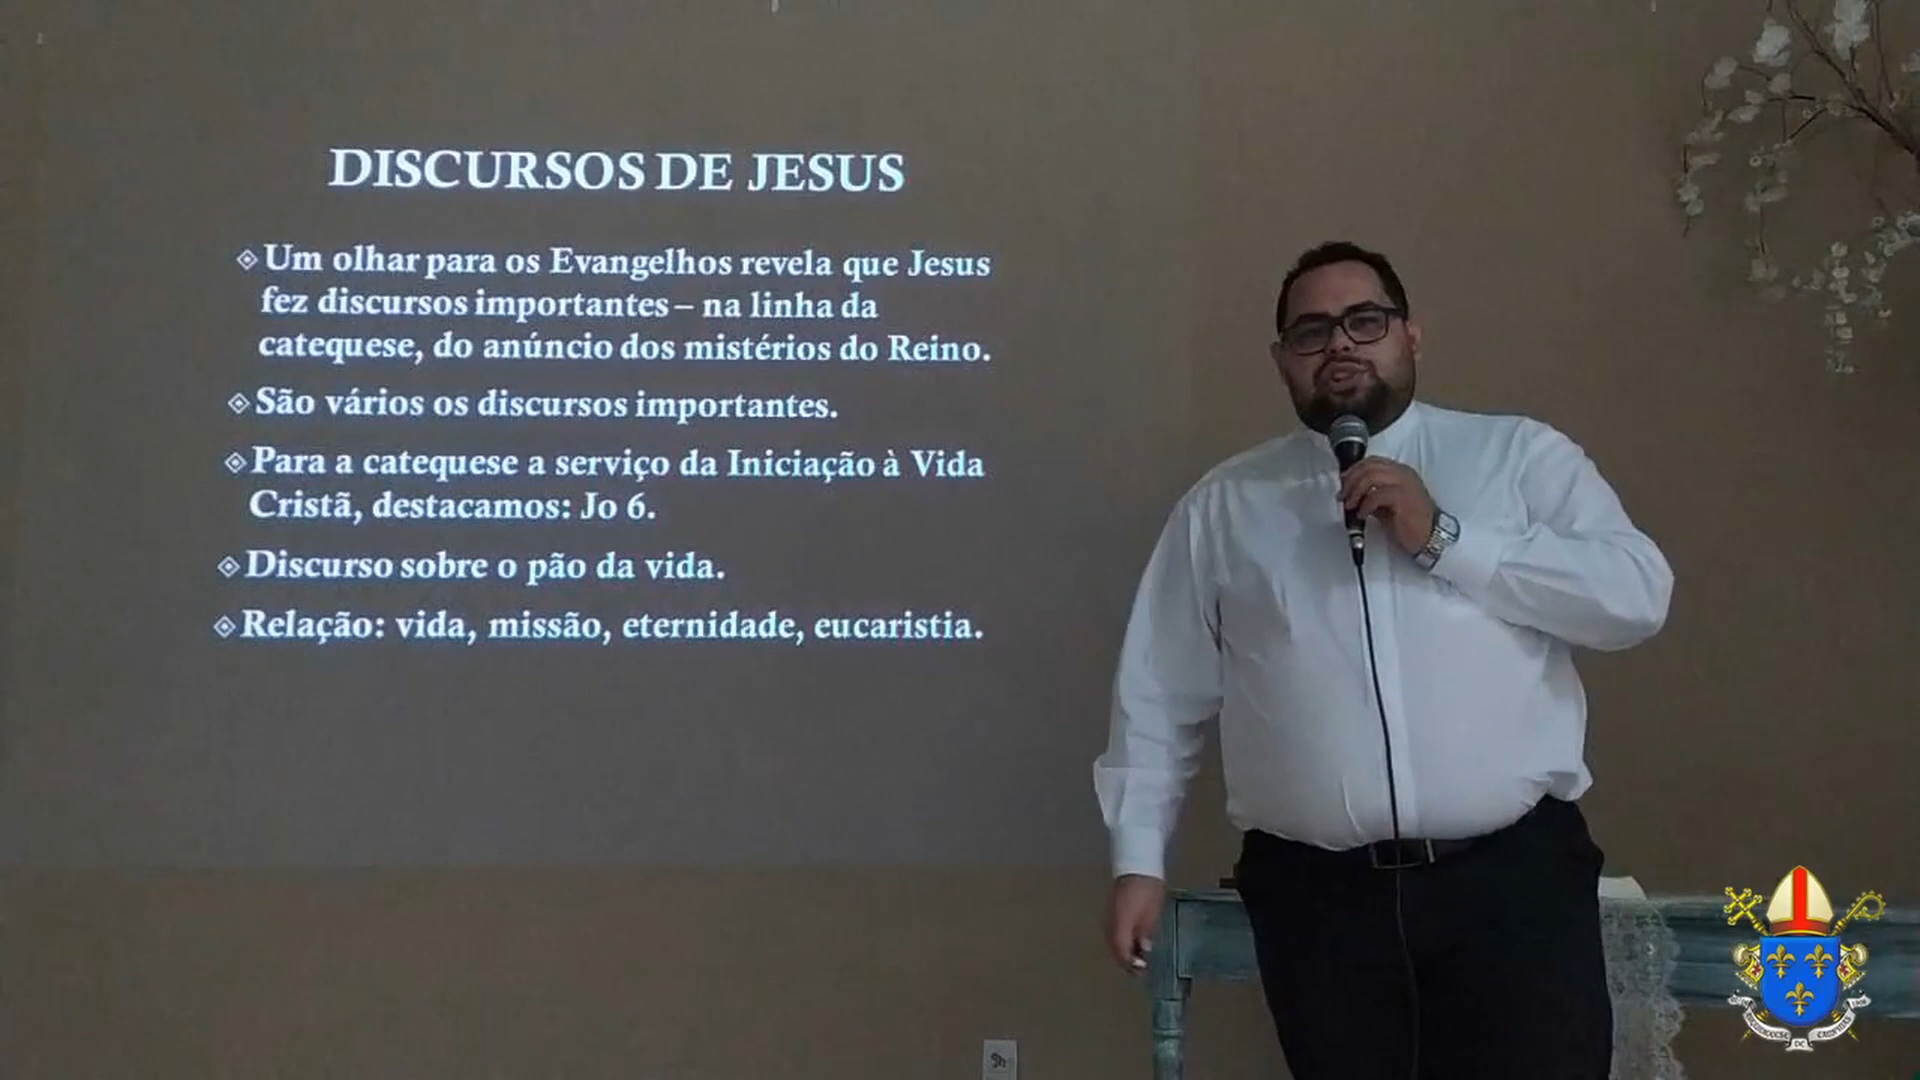 DISCURSOS DE JESUS
Um olhar para os Evangelhos revela que Jesus
fez discursos importantes – na linha da
catequese, do anúncio dos mistérios do Reino.
São vários os discursos importantes.
Para a catequese a serviço da Iniciação à Vida
Cristã, destacamos: Jo 6.
Discurso sobre o pão da vida.
Relação: vida, missão, eternidade, eucaristia.